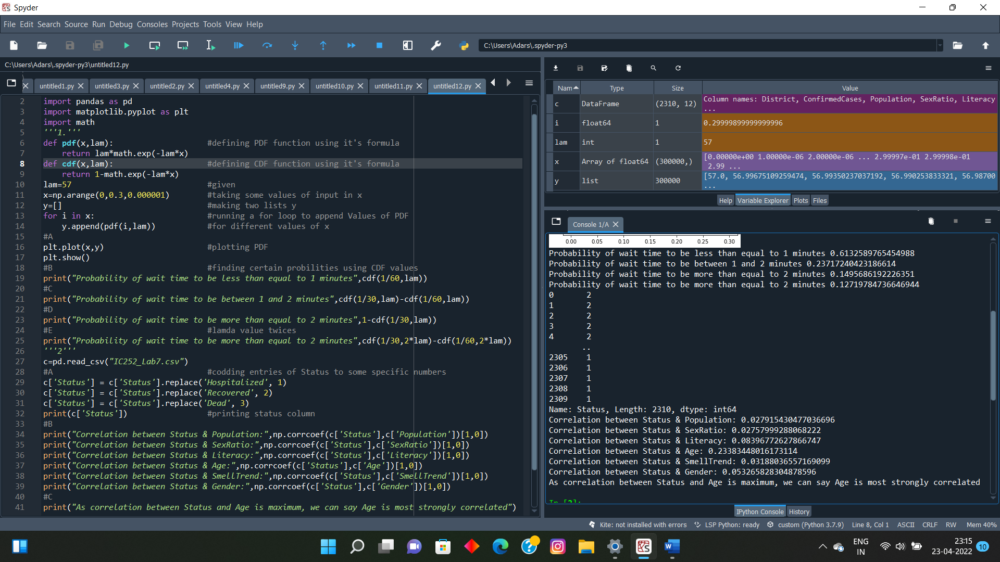 Spyder
File Edit Search Source Run Debug Consoles Projects Tools View Help
C:\Users\Adars\.spyder-py3
C:\Users\Adars\.spyder-py3\untitled12.py
untitled1.py untitled3.py untitled2.py untitled4.py untitled9.py untitled10.py untitled11.py untitled12.py
2 import pandas as pd
3 import matplotlib.pyplot as plt
4 import math
5 '''1.'''
6 def pdf(x,lam): #defining PDF function using it's formula
7 return lam*math.exp(-lam*x)
8 def cdf(x,lam): #defining CDF function using it's formula
9 return 1-math.exp(-lam*x)
10 lam=57 #given
11 x=np.arange(0,0.3,0.000001) #taking some values of input in x
12 y=[] #making two lists y
13 for i in x: #running a for loop to append Values of PDF
14 y.append(pdf(i,lam)) #for different values of x
15 #A
16 plt.plot(x,y) #plotting PDF
17 plt.show()
18 #B #finding certain probilities using CDF values
19 print("Probability of wait time to be less than equal to 1 minutes",cdf(1/60,lam))
20 #C
21 print("Probability of wait time to be between 1 and 2 minutes",cdf(1/30,lam)-cdf(1/60,lam))
22 #D
23 print("Probability of wait time to be more than equal to 2 minutes",1-cdf(1/30,lam))
24 #E #lamda value twices
25 print("Probability of wait time to be more than equal to 2 minutes",cdf(1/30,2*lam)-cdf(1/60,2*lam))
26 '''2'''
27 c=pd.read_csv("IC252_Lab7.csv")
28 #A #codding entries of Status to some specific numbers
29 c['Status'] = c['Status'].replace('Hospitalized', 1)
30 c['Status'] = c['Status'].replace('Recovered', 2)
31 c['Status'] = c['Status'].replace('Dead', 3)
32 print(c['Status']) #printing status column
33 #B
34 print("Correlation between Status & Population:",np.corrcoef(c['Status'],c['Population'])[1,0])
35 print("Correlation between Status & SexRatio:",np.corrcoef(c['Status'],c['SexRatio'])[1,0])
36 print("Correlation between Status & Literacy:",np.corrcoef(c['Status'],c['Literacy'])[1,0])
37 print("Correlation between Status & Age:",np.corrcoef(c['Status'],c['Age'])[1,0])
38 print("Correlation between Status & SmellTrend:",np.corrcoef(c['Status'],c['SmellTrend'])[1,0])
39 print("Correlation between Status & Gender:",np.corrcoef(c['Status'],c['Gender'])[1,0])
40 #C
41 print("As correlation between Status and Age is maximum, we can say Age is most strongly correlated")
Nam Type Size Value
c DataFrame (2310, 12) Column names: District, ConfirmedCases, Population, SexRatio, Literacy
...
i float64 1 0.29999899999999996
lam int 1 57
x Array of float64 (300000,) [0.00000e+00 1.00000e-06 2.00000e-06 ... 2.99997e-01 2.99998e-01
2.99 ...
y list 300000 [57.0, 56.99675109259474, 56.99350237037192, 56.990253833321, 56.98700
...
Help Variable Explorer Plots Files
Console 1/A
0.00 0.05 0.10 0.15 0.20 0.25 0.30
Probability of wait time to be less than equal to 1 minutes 0.6132589765454988
Probability of wait time to be between 1 and 2 minutes 0.23717240423186614
Probability of wait time to be more than equal to 2 minutes 0.1495686192226351
Probability of wait time to be more than equal to 2 minutes 0.12719784736646944
0 2
1 2
2 2
3 2
4 2
..
2305 1
2306 1
2307 1
2308 1
2309 1
Name: Status, Length: 2310, dtype: int64
Correlation between Status & Population: 0.027915430477036696
Correlation between Status & SexRatio: 0.02757999288068222
Correlation between Status & Literacy: 0.08396772627866747
Correlation between Status & Age: 0.23383448016173114
Correlation between Status & SmellTrend: 0.03188036557169099
Correlation between Status & Gender: 0.053265828304878596
As correlation between Status and Age is maximum, we can say Age is most strongly correlated
In [2]:
IPython Console History
Kite: not installed with errors LSP Python: ready custom (Python 3.7.9) Line 8, Col 1 ASCII CRLF RW Mem 40%
ENG
IN
23:15
23-04-2022
10